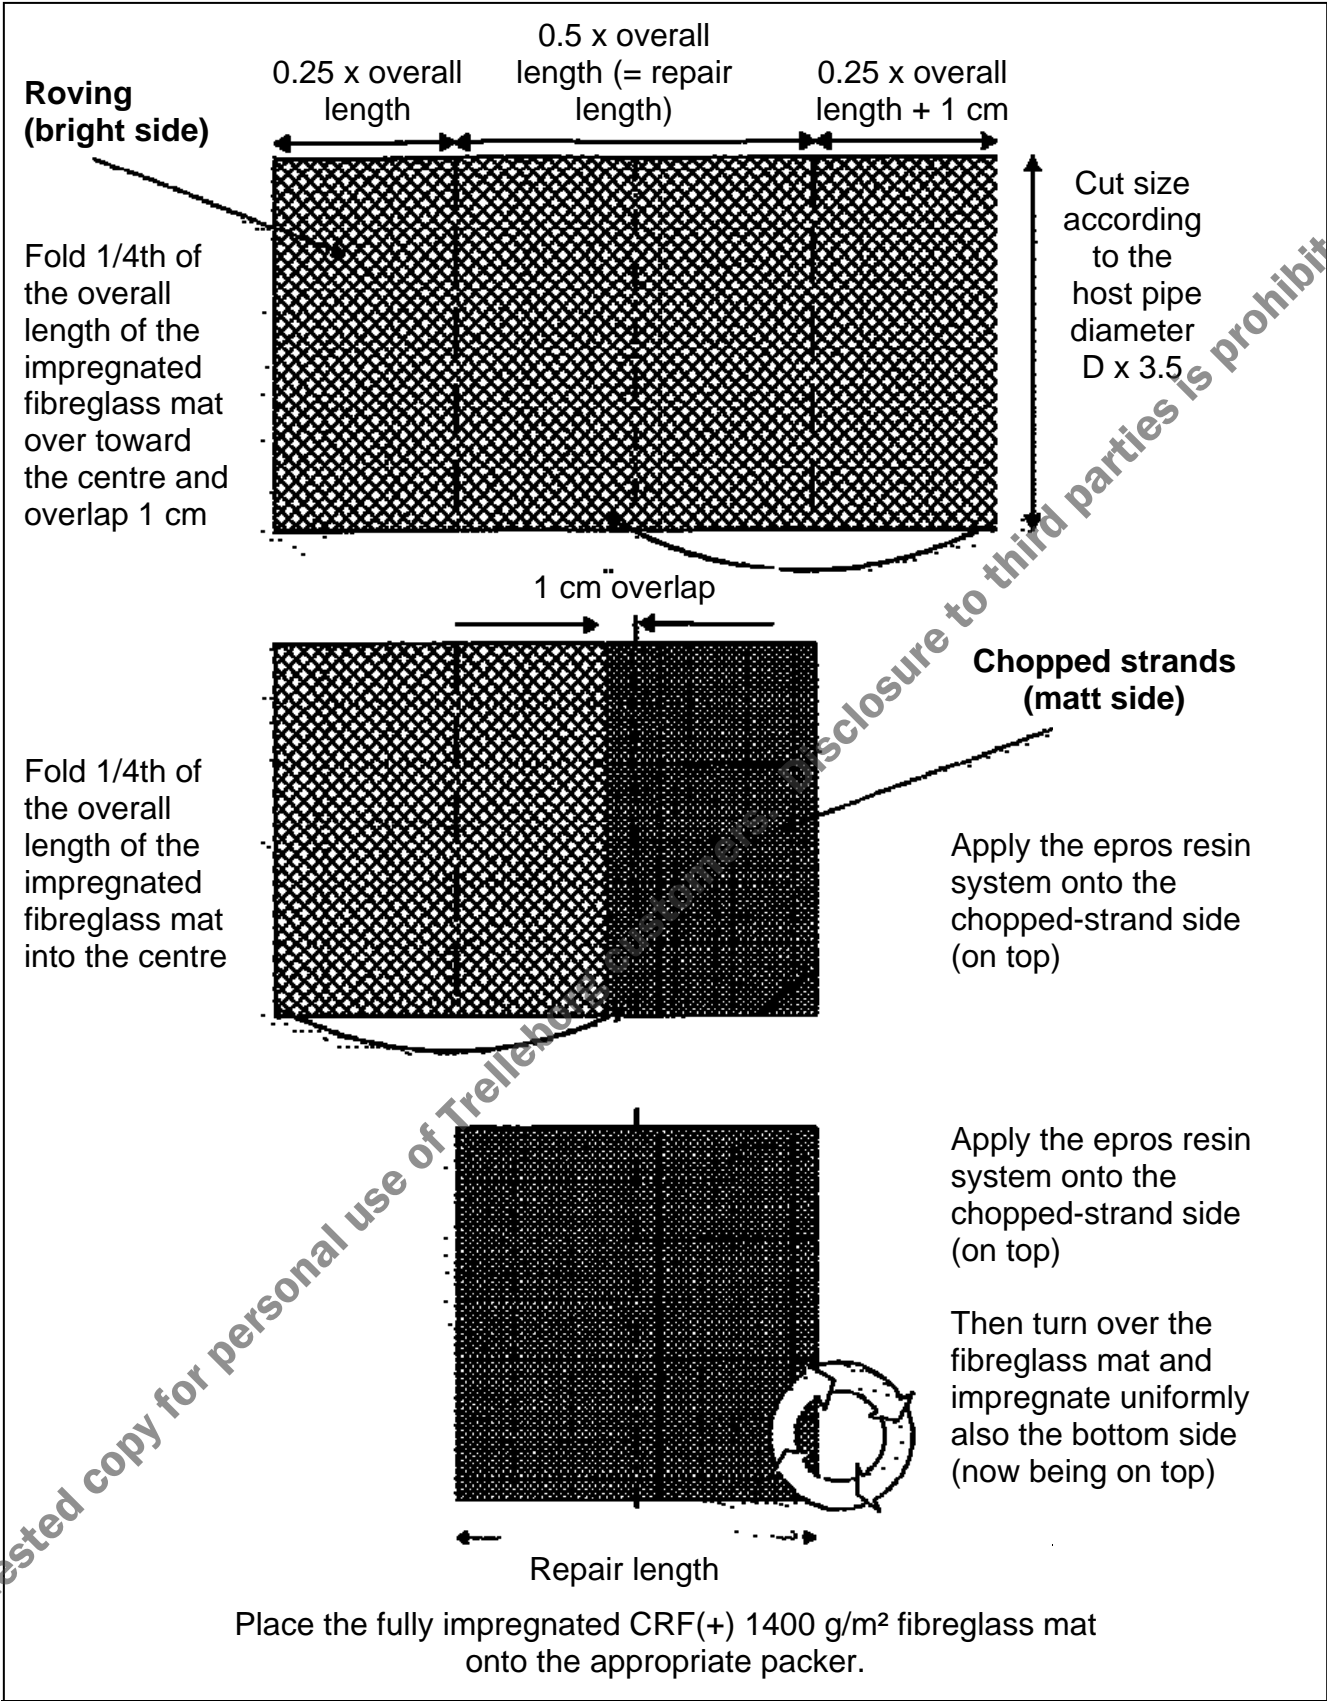 0.5 x overall
0.25 x overall
length (= repair
0.25 x overall
length
length)
length + 1 cm
Roving
(bright side)
Cut size
according
to the
host pipe
diameter
D x 3.5
Fold 1/4th of
the overall
length of the
impregnated
fibreglass mat
over toward
the centre and
overlap 1 cm
1 cm overlap
Chopped strands
(matt side)
Fold 1/4th of
the overall
length of the
impregnated
fibreglass mat
into the centre
Apply the epros resin
system onto the
chopped-strand side
(on top)
Apply the epros resin
system onto the
chopped-strand side
(on top)
Then turn over the
fibreglass mat and
impregnate uniformly
also the bottom side
(now being on top)
Repair length
Place the fully impregnated CRF(+) 1400 g/m² fibreglass mat
onto the appropriate packer.
copy for personal use of Trelleborg customers. Disclosure to third parties is